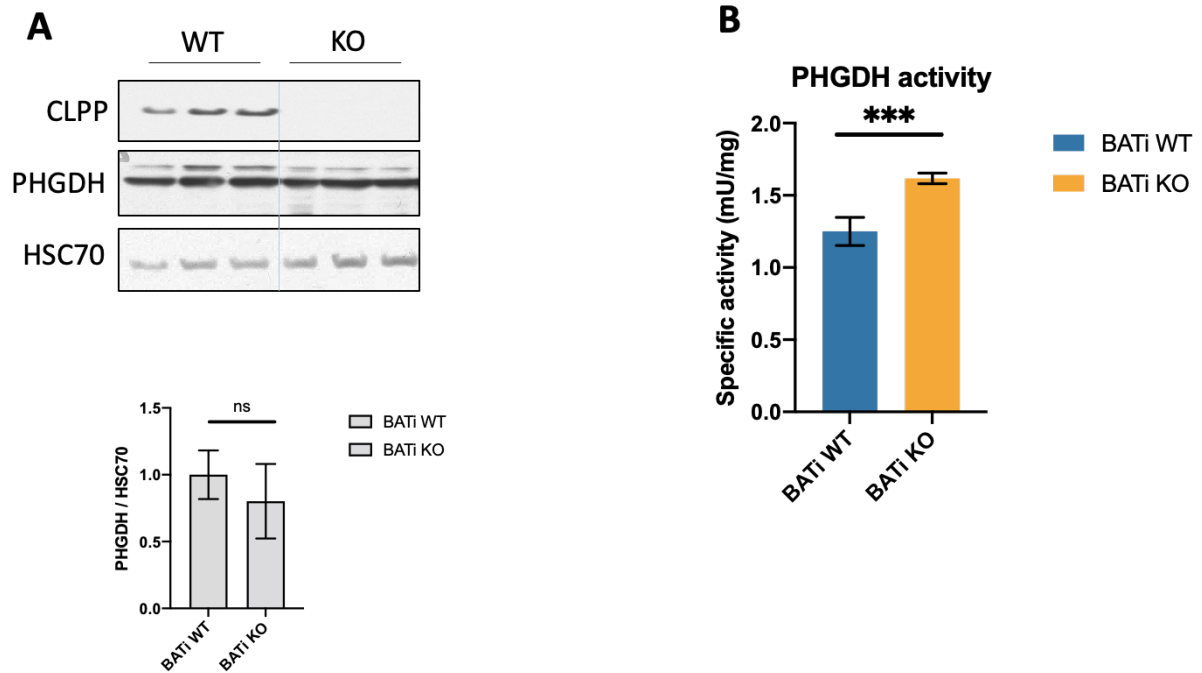 A
WT KO
CLPP
PHGDH
HSC70
1.5
1.0
0.5
0.0
PHGDH / HSC70
ns
BATi WT
BATi KO
BATi WT
BATi KO
B
PHGDH activity
***
2.0
1.5
1.0
0.5
0.0
Specific activity (mU/mg)
BATi WT
BATi KO
BATi WT
BATi KO